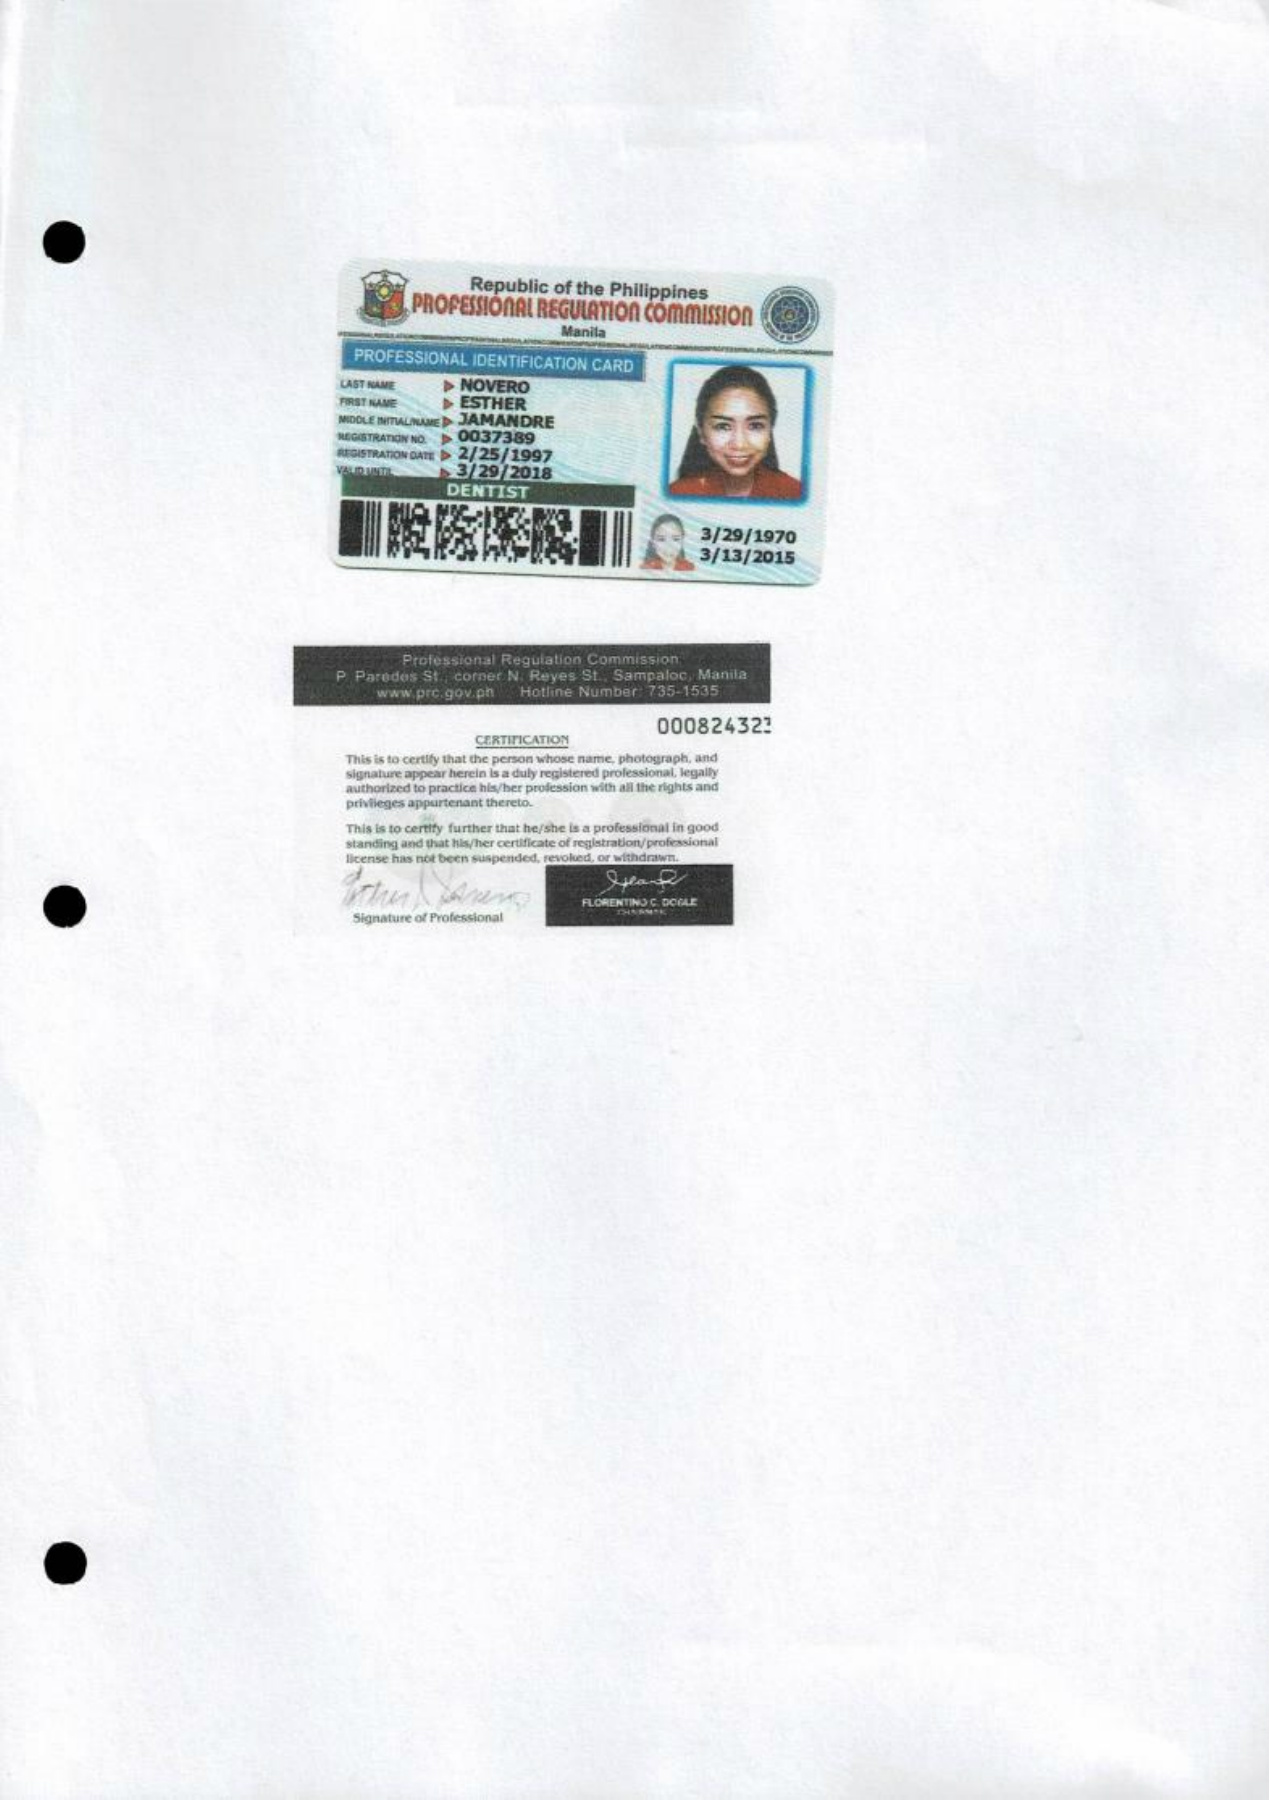 Republic of the Philippines
PROFESSIONAL REGULATION COMMISSION
Manila
PROFESSIONAL IDENTIFICATION CARD
LAST NAME NOVERO
FIRST NAME ESTHER
MIDDLE INITIAL/NAME JAMANDRE
REGISTRATION NO. 0037389
REGISTRATION DATE 2/25/1997
VALID UNTIL 3/29/2018
DENTIST
3/29/1970
3/13/2015
Professional Regulation Commission
P. Paredes St., corner N. Reyes St., Sampaloc, Manila
www.prc.gov.ph Hotline Number: 735-1535
00082432
CERTIFICATION
This is to certify that the person whose name, photograph, and
signature appear herein is a duly registered professional, legally
authorized to practice his/her profession with all the rights and
privileges appurtenant thereto.
This is to certify further that he/she is a professional in good
standing and that his/her certificate of registration/professional
license has not been suspended, revoked, or withdrawn.
FLORENTINO C. DOGLE
CHAIRMAN
Signature of Professional